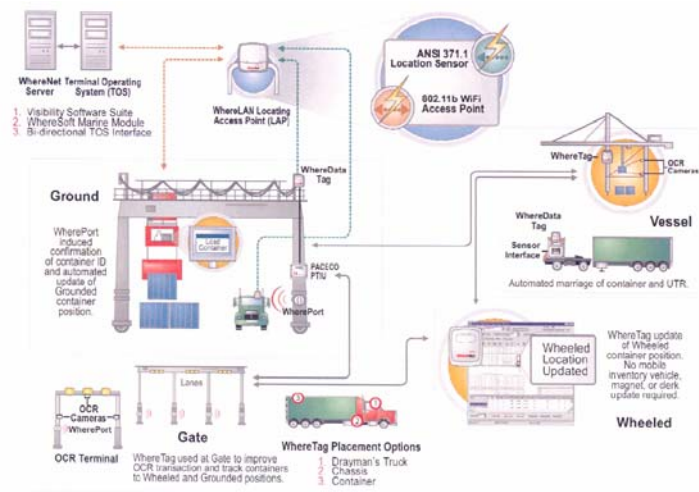 WhereNet Server
Terminal Operating System (TOS)
1. Visibility Software Suite
2. WhereSoft Marine Module
3. Bi-directional TOS Interface
WhereLAN Locating
Access Point (LAP)
ANSI 371.1
Location Sensor
802.11b WiFi
Access Point
WhereTag
OCR
Cameras
Vessel
WhereData
Tag
Sensor
Interface
Automated marriage of container and UTR.
Ground
WherePort
induced
confirmation
of container ID
and automated
update of
Grounded
container
position.
WhereData
Tag
Load
Container
PACECO
PTIU
WherePort
Wheeled
Location
Updated
WhereTag update
of Wheeled
container position.
No mobile
inventory vehicle,
magnet, or clerk
update required.
Wheeled
OCR
Cameras
WherePort
OCR Terminal
Lanes
Gate
WhereTag used at Gate to improve
OCR transaction and track containers
to Wheeled and Grounded positions.
3
1
2
WhereTag Placement Options
1. Drayman's Truck
2. Chassis
3. Container